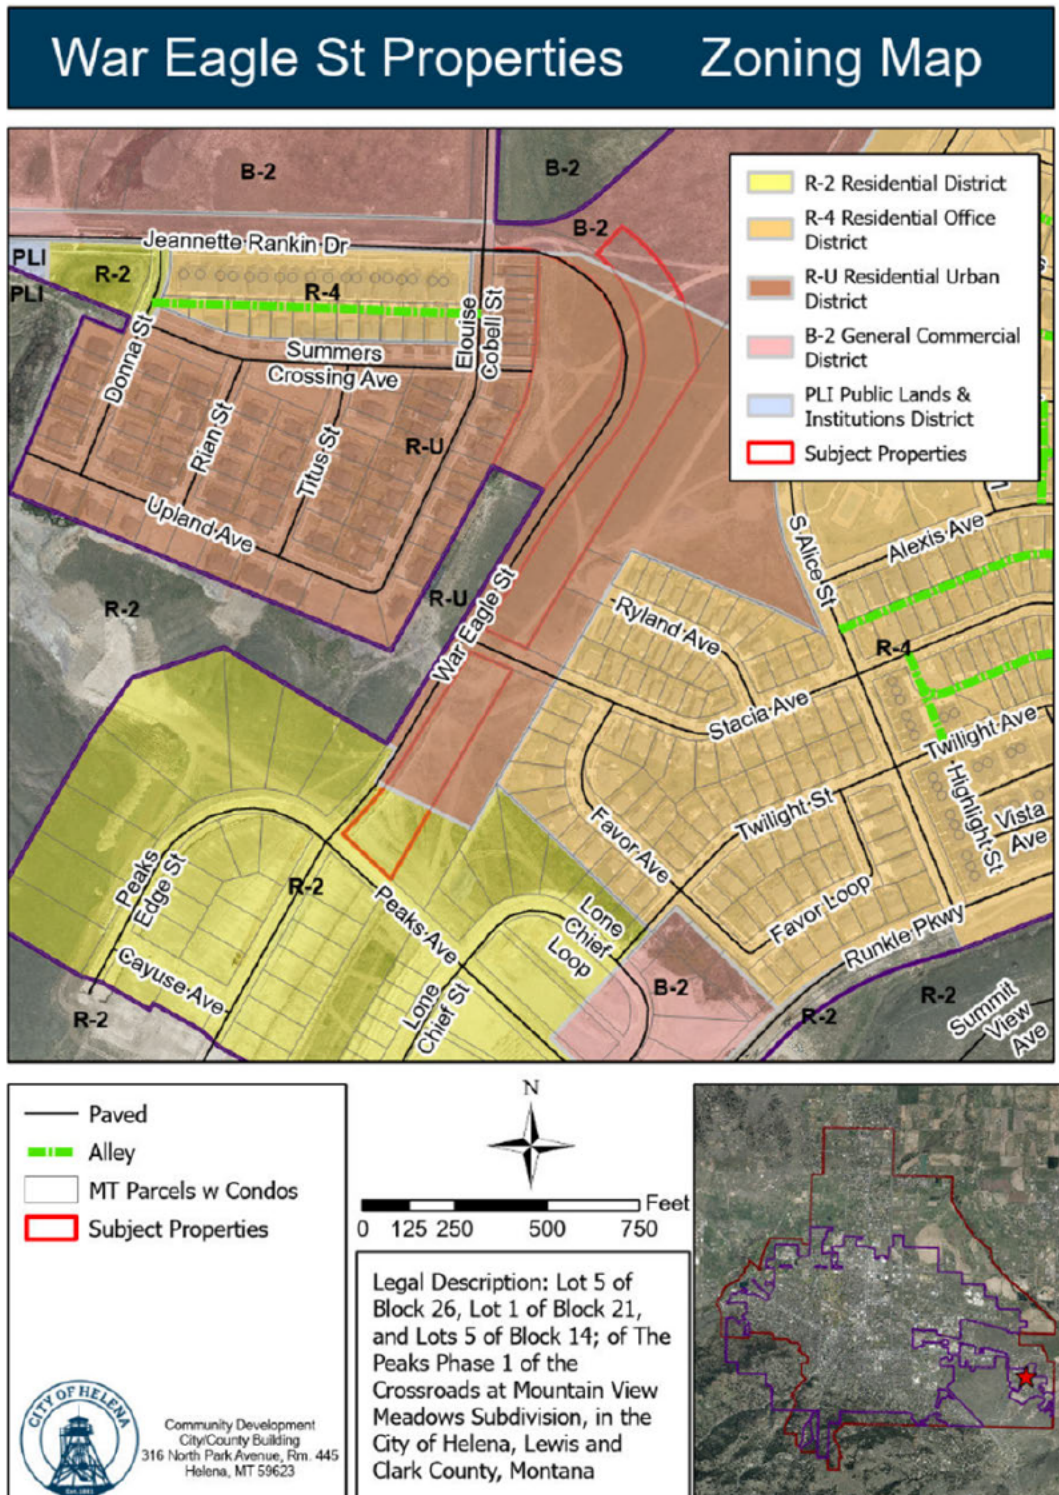 War Eagle St Properties Zoning Map
B-2
B-2
B-2
R-2 Residential District
R-4 Residential Office
District
R-U Residential Urban
District
B-2 General Commercial
District
PLI Public Lands &
Institutions District
Subject Properties
Jeannette Rankin Dr
PLI
PLI
R-2
R-4
Elouise
Cobell St
Donna St
Summers
Crossing Ave
Rian St
Titus St
R-U
Upland Ave
R-2
R-U
War Eagle St
S Alice St
Alexis Ave
Ryland Ave
R-4
Stacia Ave
Twilight Ave
Highlight St
Vista
Ave
Twilight St
Favor Ave
Favor Loop
Runkle Pkwy
Peaks
Edge St
R-2
Peaks Ave
Lone
Chief
Loop
Cayuse Ave
Lone
Chief St
B-2
R-2
R-2
R-2
Summit
View
Ave
Paved
Alley
MT Parcels w Condos
Subject Properties
N
Feet
0 125 250 500 750
Legal Description: Lot 5 of
Block 26, Lot 1 of Block 21,
and Lots 5 of Block 14; of The
Peaks Phase 1 of the
Crossroads at Mountain View
Meadows Subdivision, in the
City of Helena, Lewis and
Clark County, Montana
CITY OF HELENA
Community Development
City/County Building
316 North Park Avenue, Rm. 445
Helena, MT 59623